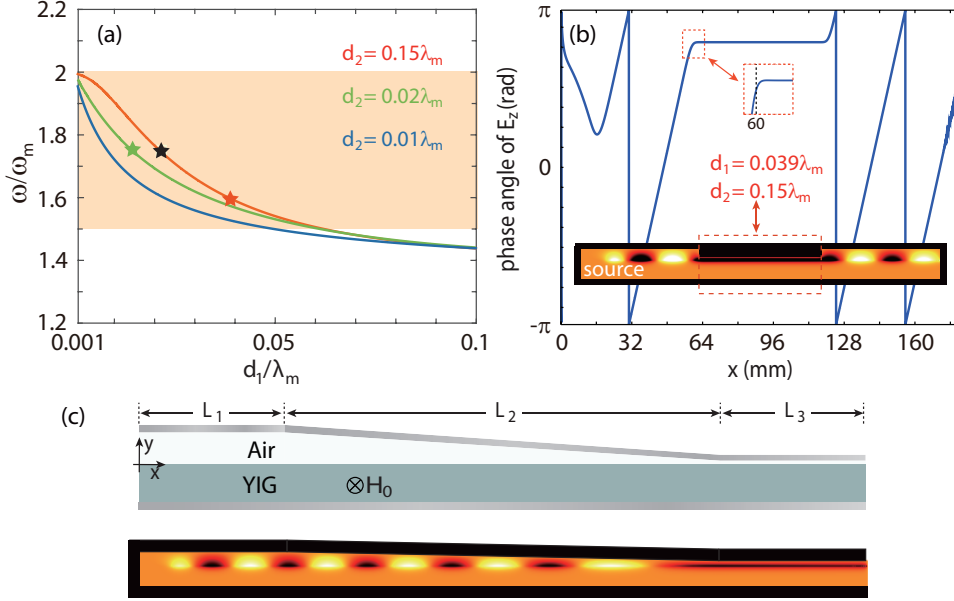 (a)
d₂ = 0.15λₘ
d₂ = 0.02λₘ
d₂ = 0.01λₘ
ω/ωₘ
2.2
2
1.8
1.6
1.4
1.2
0.001
0.05
0.1
d₁/λₘ
(b)
phase angle of E_z (rad)
π
0
-π
60
d₁ = 0.039λₘ
d₂ = 0.15λₘ
source
0
32
64
96
128
160
x (mm)
(c)
L₁
L₂
L₃
y
x
Air
YIG
⊗H₀